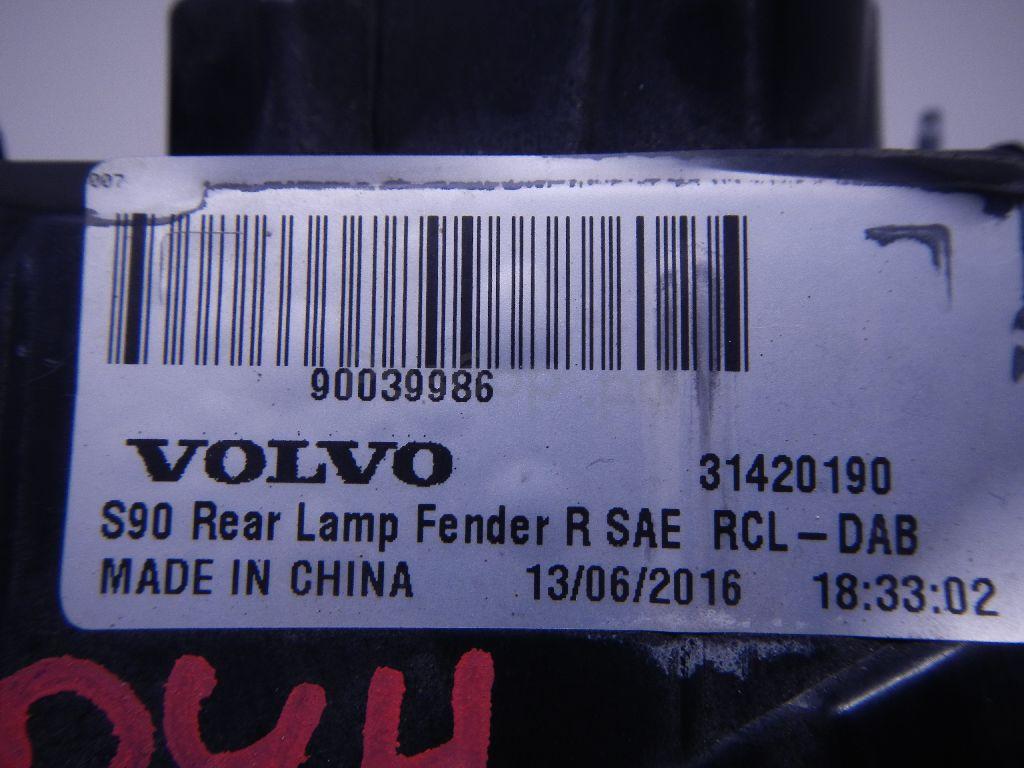 007
90039986
VOLVO 31420190
S90 Rear Lamp Fender R SAE RCL-DAB
MADE IN CHINA 13/06/2016 18:33:02